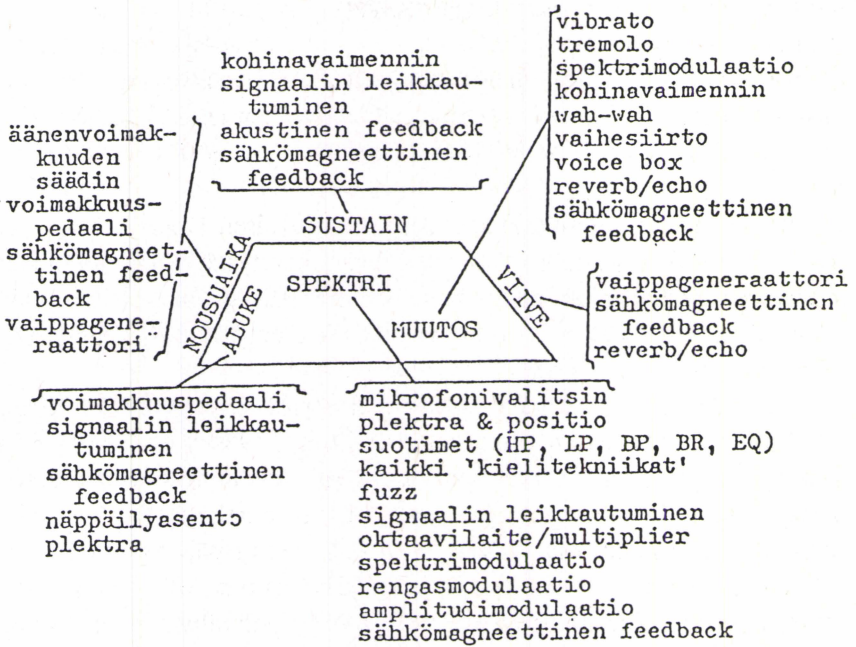 kohinavaimennin
signaalin leikkau-
tuminen
akustinen feedback
sähkömagneettinen
feedback
vibrato
tremolo
spektrimodulaatio
kohinavaimennin
wah-wah
vaihesiirto
voice box
reverb/echo
sähkömagneettinen
feedback
äänenvoimak-
kuuden
säädin
voimakkuus-
pedaali
sähkömagneet-
tinen feed-
back
vaippagene-
raattori
SUSTAIN
NOUSUAIKA
ALUKE
SPEKTRI
MUUTOS
VIIVE
vaippageneraattori
sähkömagneettinen
feedback
reverb/echo
voimakkuuspedaali
signaalin leikkau-
tuminen
sähkömagneettinen
feedback
näppäilyasento
plektra
mikrofonivalitsin
plektra & positio
suotimet (HP, LP, BP, BR, EQ)
kaikki 'kielitekniikat'
fuzz
signaalin leikkautuminen
oktaavilaite/multiplier
spektrimodulaatio
rengasmodulaatio
amplitudimodulaatio
sähkömagneettinen feedback